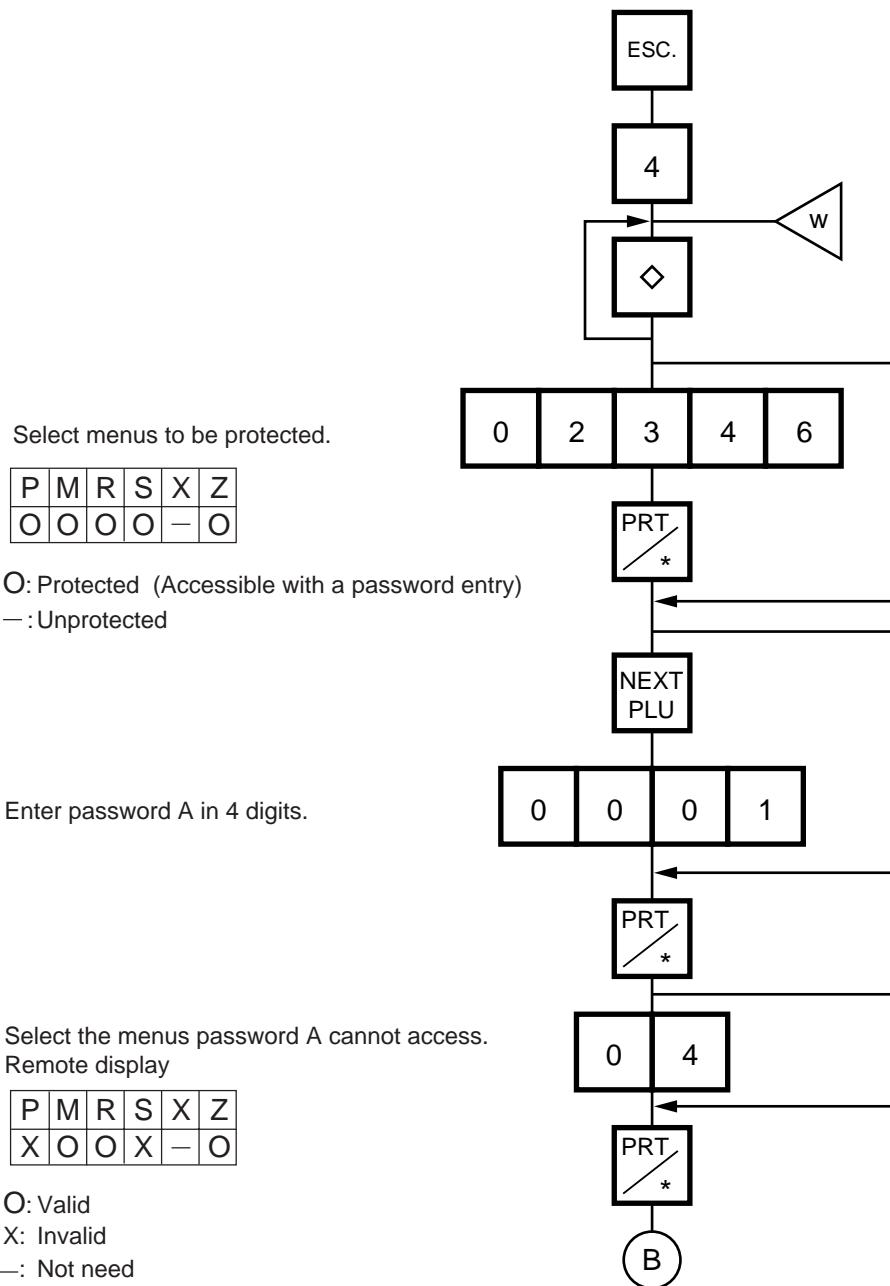 ESC.
4
W
◇
Select menus to be protected.
0 2 3 4 6
P M R S X Z
O O O O – O
PRT *
O: Protected (Accessible with a password entry)
–: Unprotected
NEXT
PLU
Enter password A in 4 digits.
0 0 0 1
PRT *
Select the menus password A cannot access.
Remote display
0 4
P M R S X Z
X O O X – O
PRT *
O: Valid
X: Invalid
–: Not need
B